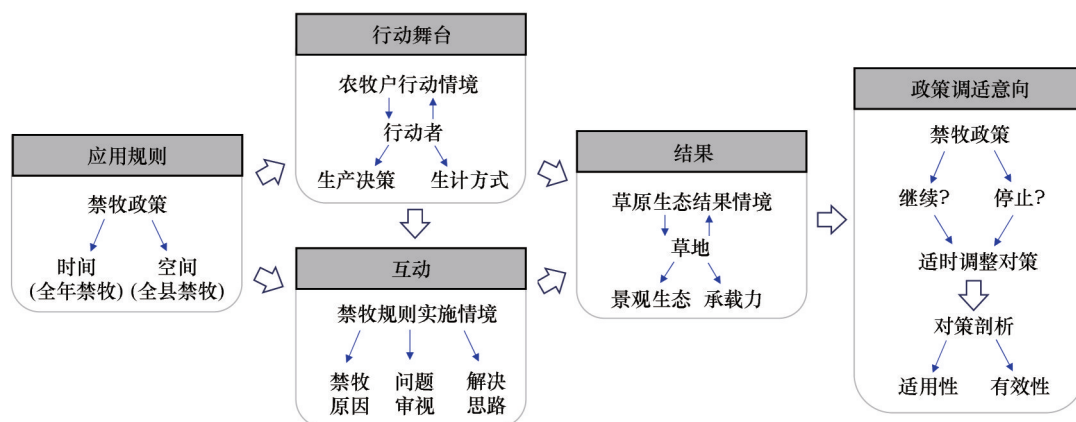 应用规则
禁牧政策
时间 空间
(全年禁牧) (全县禁牧)
行动舞台
农牧户行动情境
行动者
生产决策 生计方式
互动
禁牧规则实施情境
禁牧 问题 解决
原因 审视 思路
结果
草原生态结果情境
草地
景观生态 承载力
政策调适意向
禁牧政策
继续? 停止?
适时调整对策
对策剖析
适用性 有效性